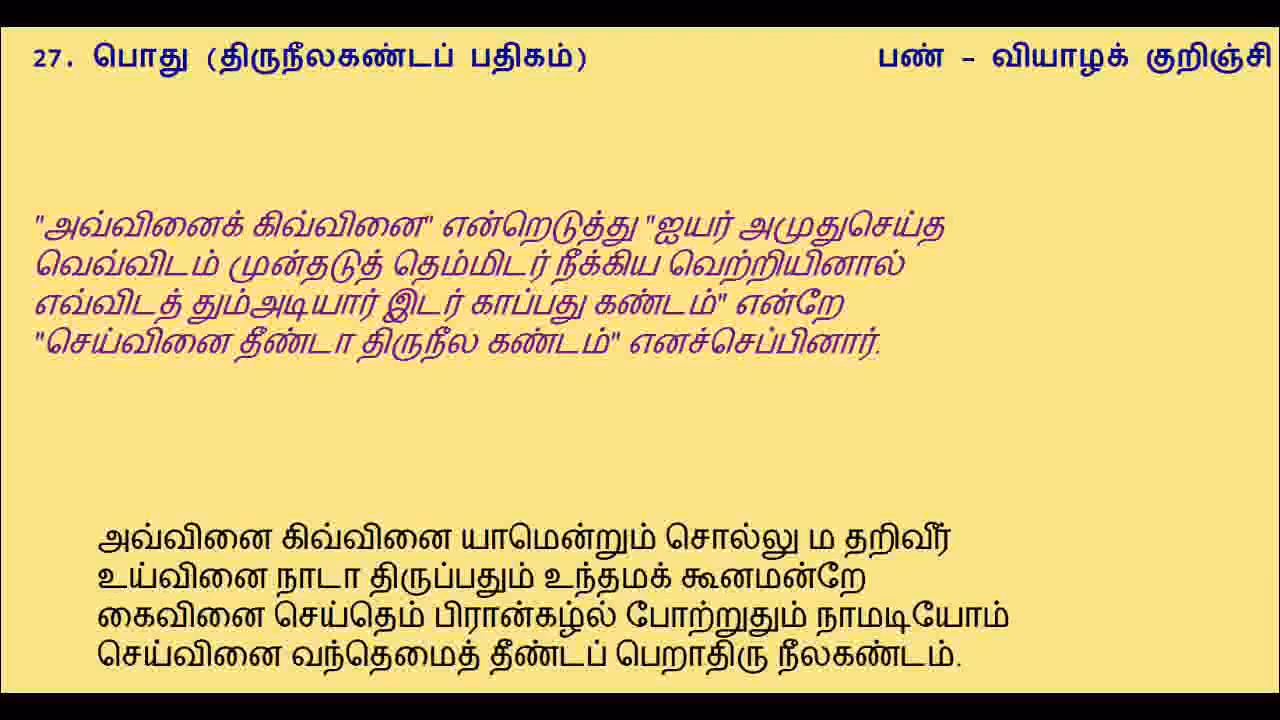 27. பொது (திருநீலகண்டப் பதிகம்) பண் – வியாழக் குறிஞ்சி
"அவ்வினைக் கிவ்வினை" என்றெடுத்து "ஐயர் அமுதுசெய்த
வெவ்விடம் முன்தடுத் தெம்மிடர் நீக்கிய வெற்றியினால்
எவ்விடத் தும்அடியார் இடர் காப்பது கண்டம்" என்றே
"செய்வினை தீண்டா திருநீல கண்டம்" எனச்செப்பினார்.
அவ்வினை கிவ்வினை யாமென்றும் சொல்லு ம தறிவீர்
உய்வினை நாடா திருப்பதும் உந்தமக் கூனமன்றே
கைவினை செய்தெம் பிரான்கழ்ல் போற்றுதும் நாமடியோம்
செய்வினை வந்தெமைத் தீண்டப் பெறாதிரு நீலகண்டம்.